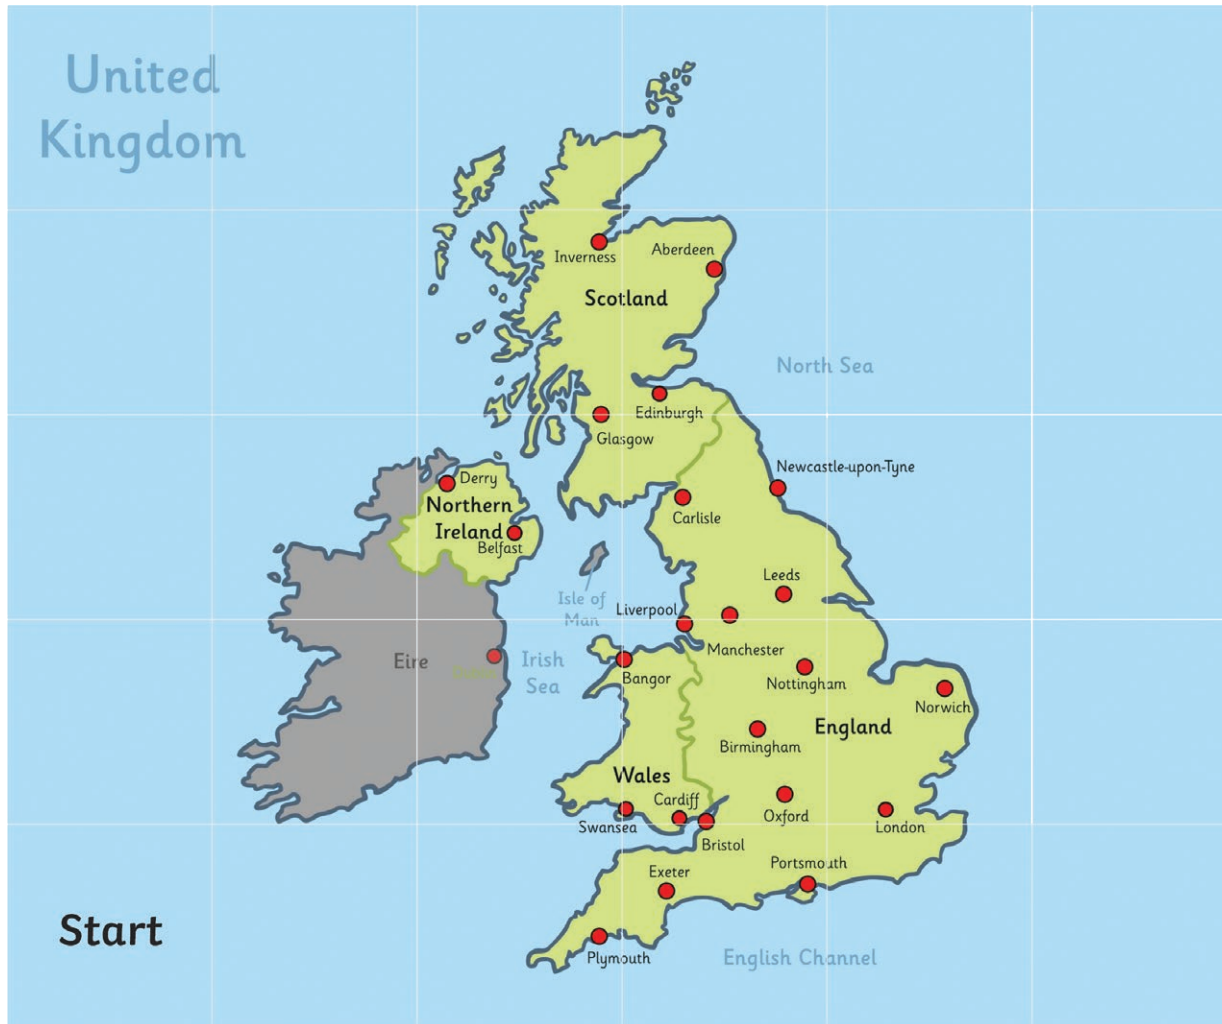 United
Kingdom
Inverness
Aberdeen
Scotland
North Sea
Edinburgh
Glasgow
Newcastle-upon-Tyne
Derry
Northern
Ireland
Belfast
Carlisle
Leeds
Isle of
Man
Liverpool
Manchester
Eire
Irish
Sea
Bangor
Nottingham
Norwich
England
Birmingham
Wales
Cardiff
Swansea
Oxford
London
Bristol
Portsmouth
Exeter
Start
Plymouth
English Channel